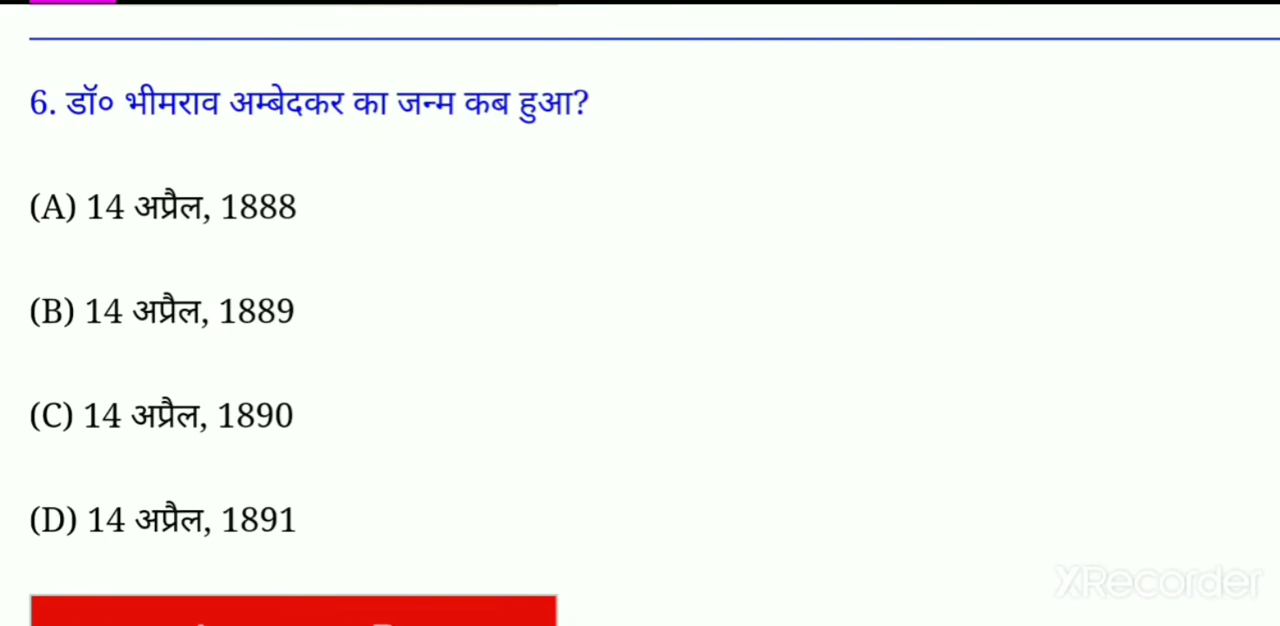 6. डॉ० भीमराव अम्बेदकर का जन्म कब हुआ?
(A) 14 अप्रैल, 1888
(B) 14 अप्रैल, 1889
(C) 14 अप्रैल, 1890
(D) 14 अप्रैल, 1891
XRecorder